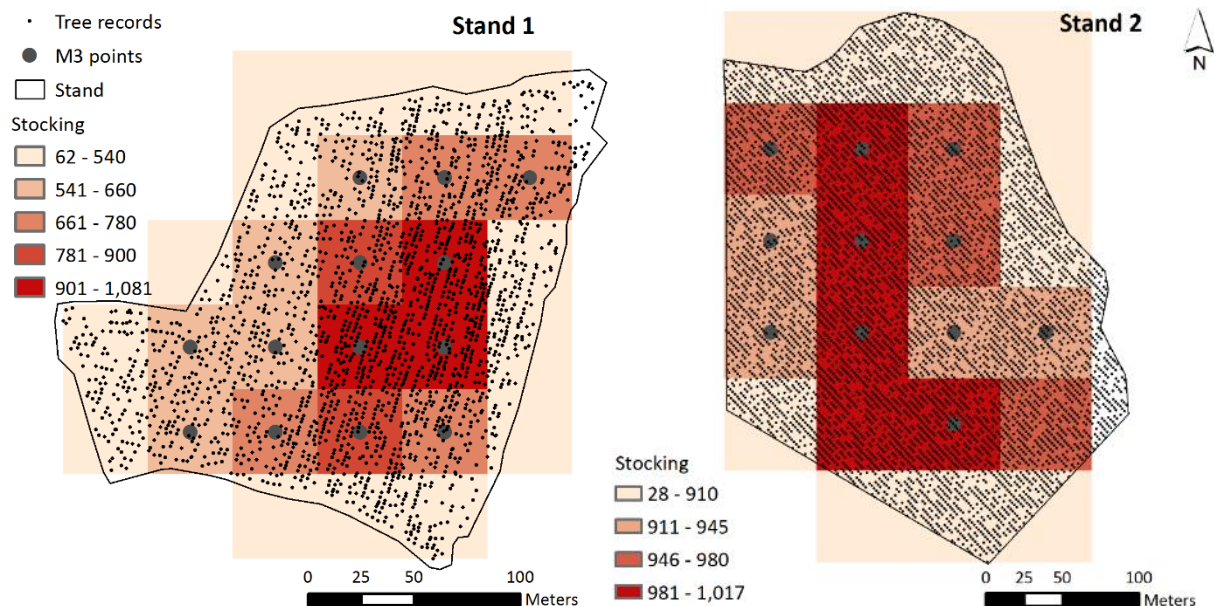 Tree records
M3 points
Stand
Stocking
62 - 540
541 - 660
661 - 780
781 - 900
901 - 1,081
Stand 1
0 25 50 100
Meters
Stand 2
N
Stocking
28 - 910
911 - 945
946 - 980
981 - 1,017
0 25 50 100
Meters